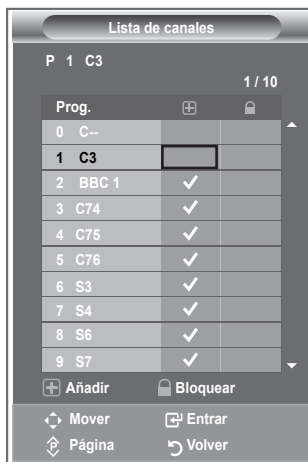 Lista de canales
P 1 C3
1 / 10
Prog.
0 C--
1 C3
2 BBC 1
3 C74
4 C75
5 C76
6 S3
7 S4
8 S6
9 S7
Añadir Bloquear
Mover Entrar
P Página Volver